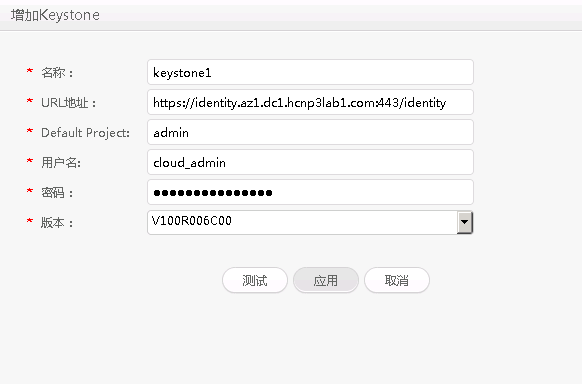 增加Keystone
* 名称： keystone1
* URL地址： https://identity.az1.dc1.hcnp3lab1.com:443/identity
* Default Project: admin
* 用户名: cloud_admin
* 密码： ●●●●●●●●●●●●●●●
* 版本： V100R006C00
测试 应用 取消